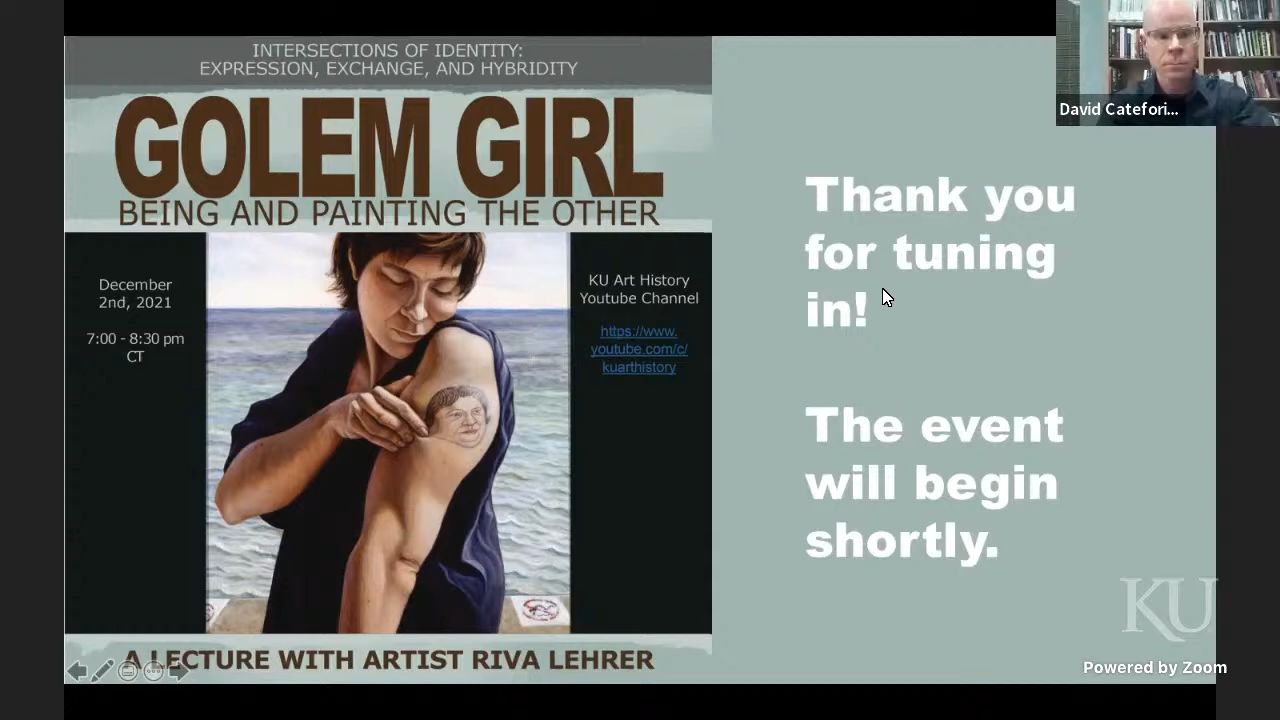 INTERSECTIONS OF IDENTITY:
EXPRESSION, EXCHANGE, AND HYBRIDITY
GOLEM GIRL
BEING AND PAINTING THE OTHER
December
2nd, 2021
7:00 - 8:30 pm
CT
KU Art History
Youtube Channel
https://www.
youtube.com/c/
kuarthistory
A LECTURE WITH ARTIST RIVA LEHRER
Thank you
for tuning
in!
The event
will begin
shortly.
David Catefori...
KU
Powered by Zoom